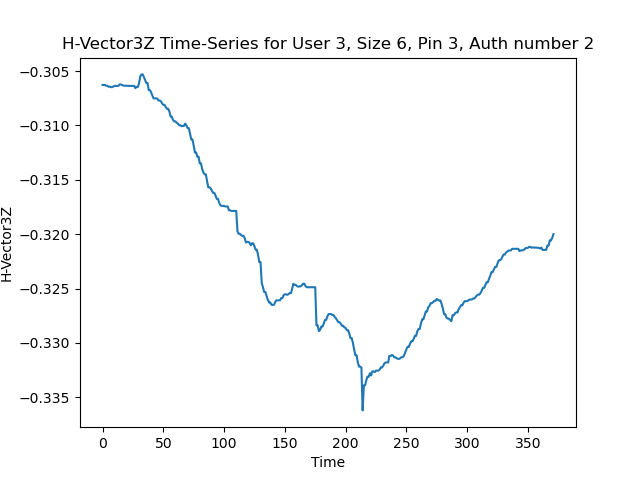 H-Vector3Z Time-Series for User 3, Size 6, Pin 3, Auth number 2
−0.305
−0.310
−0.315
−0.320
−0.325
−0.330
−0.335
H-Vector3Z
0 50 100 150 200 250 300 350
Time